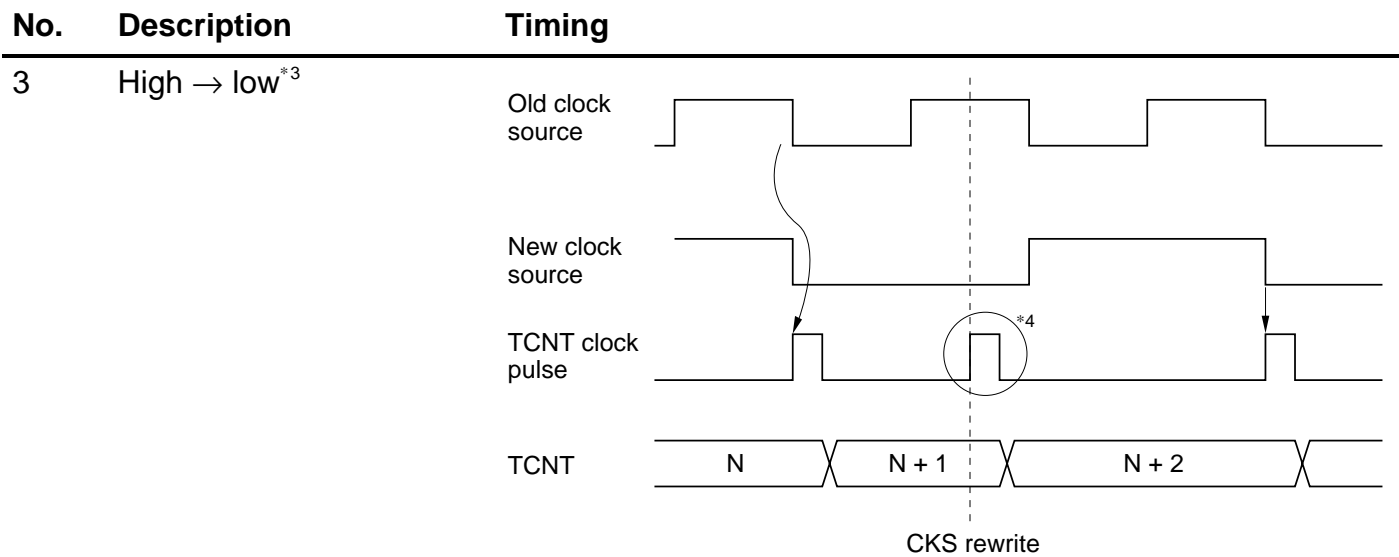 No. Description Timing
3 High → low*3
Old clock
source
New clock
source
*4
TCNT clock
pulse
TCNT N N + 1 N + 2
CKS rewrite